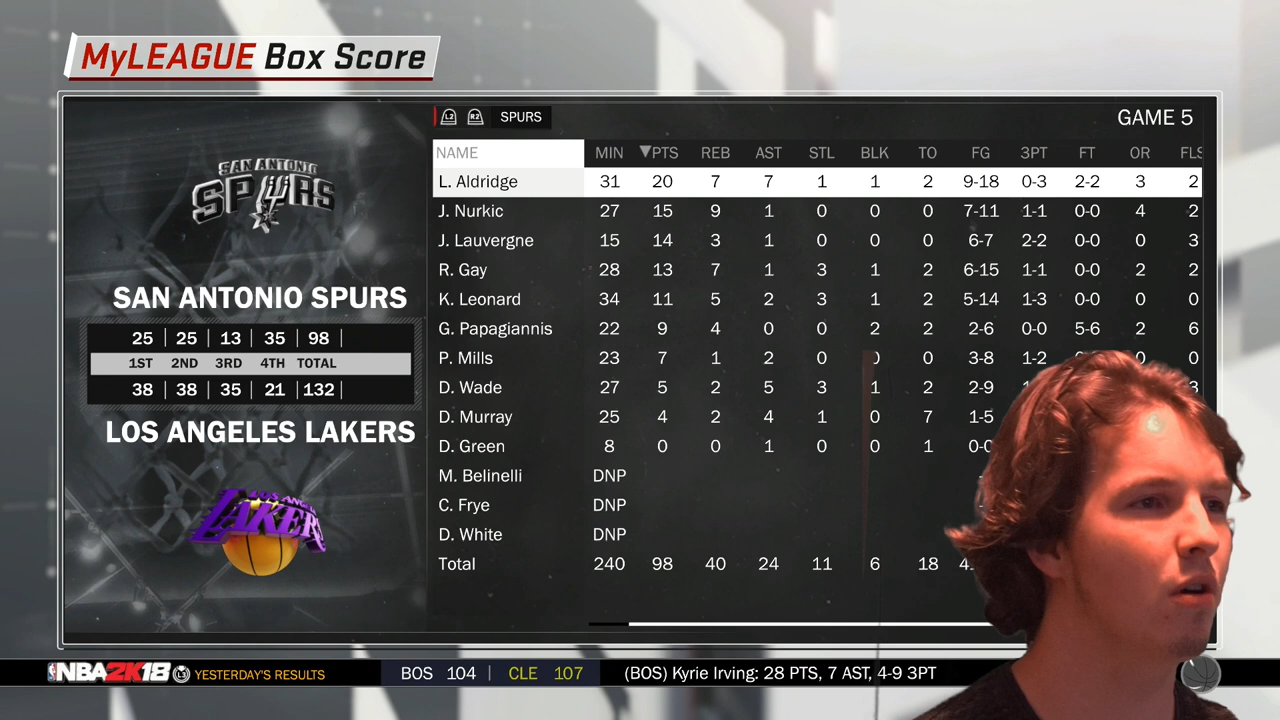 MyLEAGUE Box Score
L2 R2 SPURS GAME 5
NAME MIN ▼PTS REB AST STL BLK TO FG 3PT FT OR FLS
L. Aldridge 31 20 7 7 1 1 2 9-18 0-3 2-2 3 2
J. Nurkic 27 15 9 1 0 0 0 7-11 1-1 0-0 4 2
J. Lauvergne 15 14 3 1 0 0 0 6-7 2-2 0-0 0 3
R. Gay 28 13 7 1 3 1 2 6-15 1-1 0-0 2 2
K. Leonard 34 11 5 2 3 1 2 5-14 1-3 0-0 0 0
G. Papagiannis 22 9 4 0 0 2 2 2-6 0-0 5-6 2 6
P. Mills 23 7 1 2 0 0 3-8 1-2 0 0
D. Wade 27 5 2 5 3 1 2 2-9 3
D. Murray 25 4 2 4 1 0 7 1-5
D. Green 8 0 0 1 0 0 1
M. Belinelli DNP
C. Frye DNP
D. White DNP
Total 240 98 40 24 11 6 18
SAN ANTONIO SPURS
SAN ANTONIO SPURS
25 25 13 35 98
1ST 2ND 3RD 4TH TOTAL
38 38 35 21 132
LOS ANGELES LAKERS
LOS ANGELES
LAKERS
NBA2K18 YESTERDAY'S RESULTS BOS 104 CLE 107 (BOS) Kyrie Irving: 28 PTS, 7 AST, 4-9 3PT